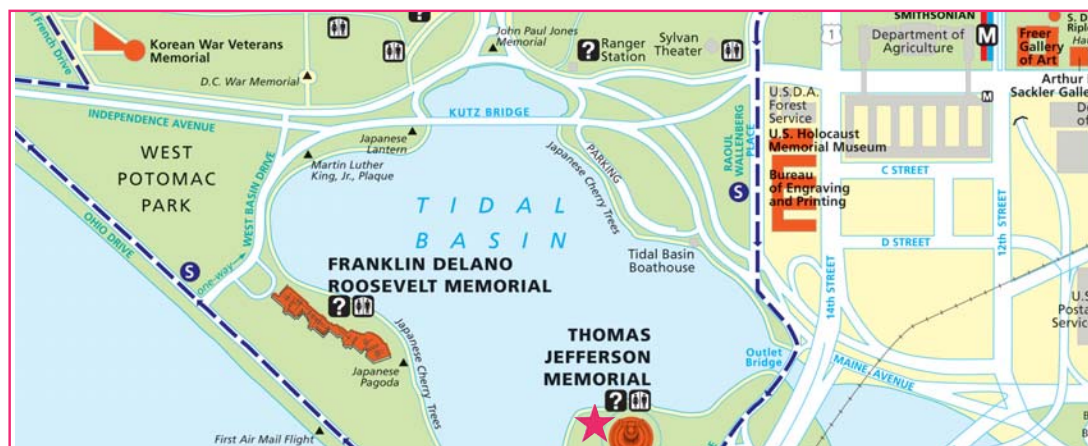 French Drive
Korean War Veterans
Memorial
D.C. War Memorial
John Paul Jones
Memorial
?
Ranger
Station
Sylvan
Theater
1
SMITHSONIAN
Department of
Agriculture
M
Freer
Gallery
of Art
S. D
Riple
Arthur
Sackler Galle
INDEPENDENCE AVENUE
KUTZ BRIDGE
Japanese
Lantern
Martin Luther
King, Jr., Plaque
WEST
POTOMAC
PARK
WEST BASIN DRIVE
OHIO DRIVE
S
one-way
TIDAL
BASIN
Japanese Cherry Trees
PARKING
RAOUL
WALLENBERG
PLACE
S
U.S.D.A.
Forest
Service
U.S. Holocaust
Memorial Museum
Bureau
of Engraving
and Printing
M
C STREET
D STREET
12th STREET
14th STREET
Tidal Basin
Boathouse
FRANKLIN DELANO
ROOSEVELT MEMORIAL
?
Japanese Cherry Trees
Japanese
Pagoda
THOMAS
JEFFERSON
MEMORIAL
?
Outlet
Bridge
MAINE AVENUE
U.S.
Posta
Servic
First Air Mail Flight